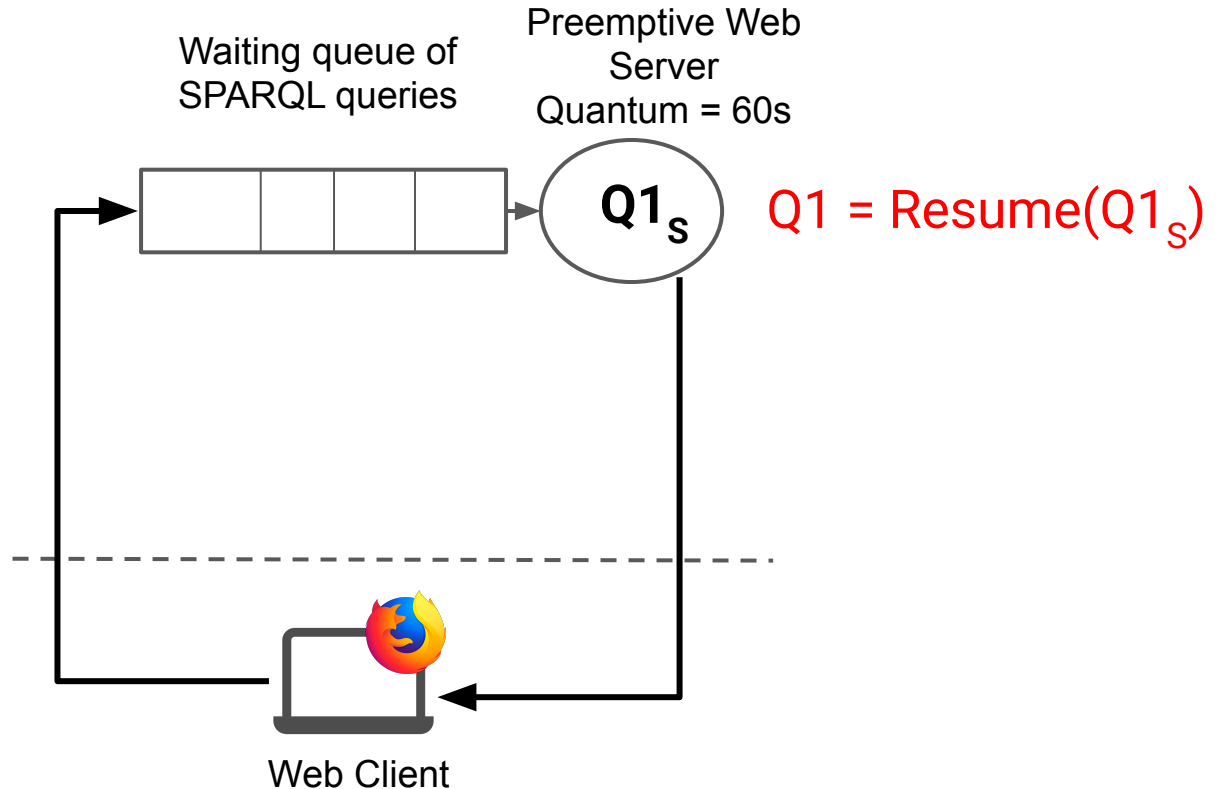 Waiting queue of
SPARQL queries
Preemptive Web
Server
Quantum = 60s
Q1S
Q1 = Resume(Q1S)
Web Client